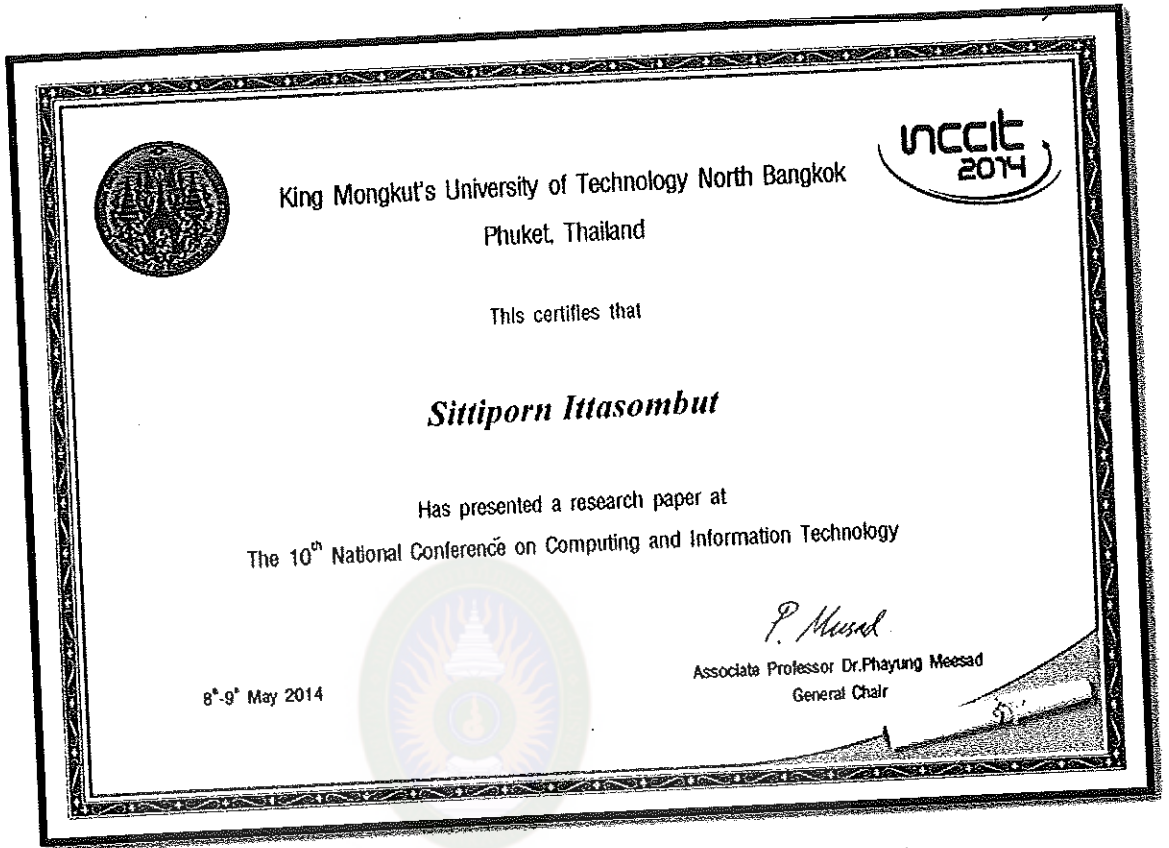 nccit
2014
King Mongkut's University of Technology North Bangkok
Phuket, Thailand
This certifies that
Sittiporn Ittasombut
Has presented a research paper at
The 10th National Conference on Computing and Information Technology
P. Meesad
Associate Professor Dr.Phayung Meesad
General Chair
8th-9th May 2014